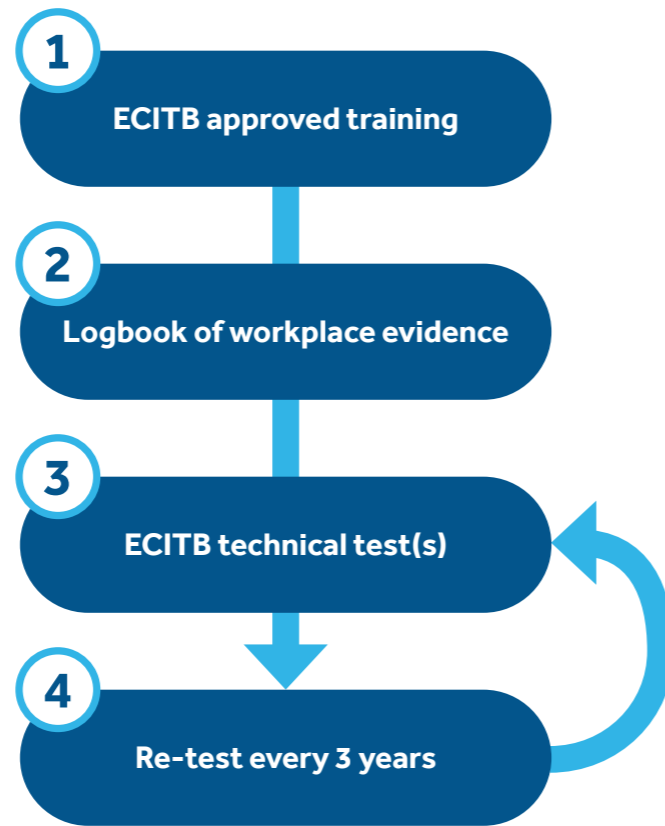 1
ECITB approved training
2
Logbook of workplace evidence
3
ECITB technical test(s)
4
Re-test every 3 years